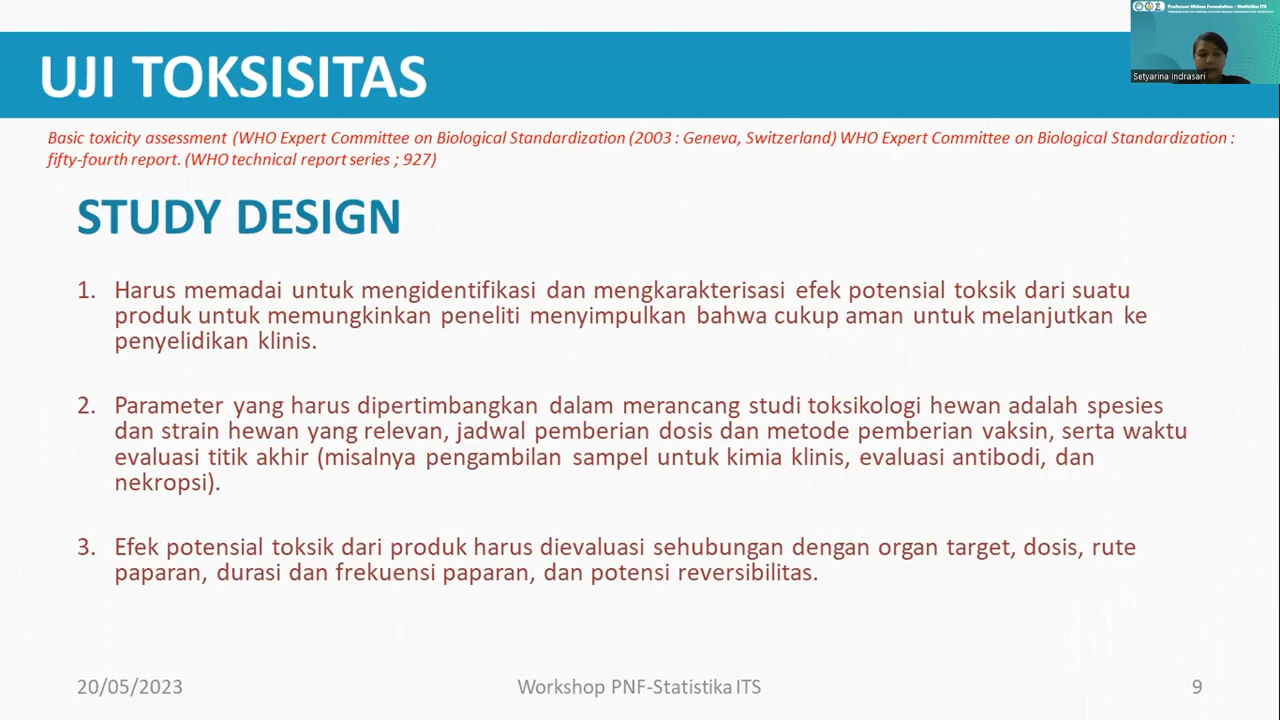 Professor Nidom Foundation - Statistika ITS
Setyarina Indrasari
UJI TOKSISITAS
Basic toxicity assessment (WHO Expert Committee on Biological Standardization (2003 : Geneva, Switzerland) WHO Expert Committee on Biological Standardization :
fifty-fourth report. (WHO technical report series ; 927)
STUDY DESIGN
1. Harus memadai untuk mengidentifikasi dan mengkarakterisasi efek potensial toksik dari suatu
produk untuk memungkinkan peneliti menyimpulkan bahwa cukup aman untuk melanjutkan ke
penyelidikan klinis.
2. Parameter yang harus dipertimbangkan dalam merancang studi toksikologi hewan adalah spesies
dan strain hewan yang relevan, jadwal pemberian dosis dan metode pemberian vaksin, serta waktu
evaluasi titik akhir (misalnya pengambilan sampel untuk kimia klinis, evaluasi antibodi, dan
nekropsi).
3. Efek potensial toksik dari produk harus dievaluasi sehubungan dengan organ target, dosis, rute
paparan, durasi dan frekuensi paparan, dan potensi reversibilitas.
20/05/2023
Workshop PNF-Statistika ITS
9